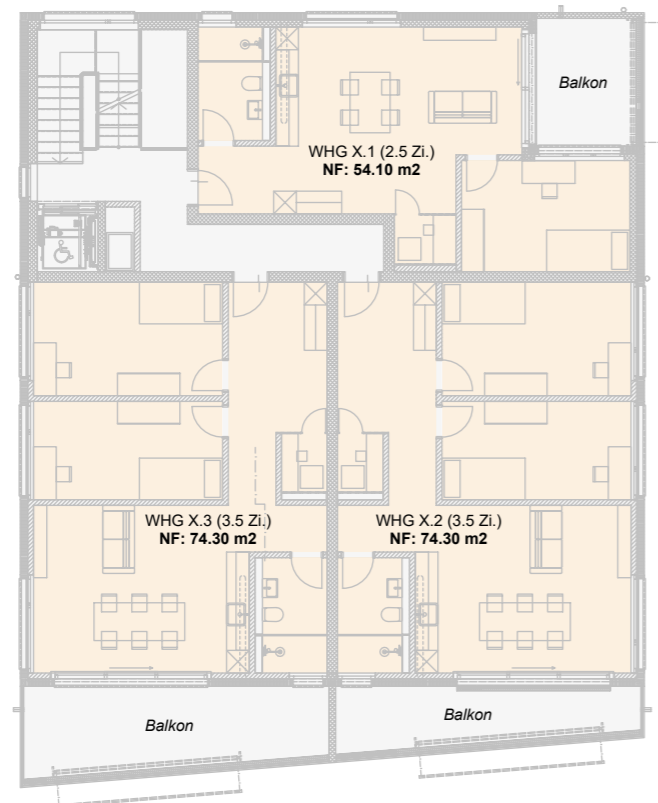 Balkon
WHG X.1 (2.5 Zi.)
NF: 54.10 m2
WHG X.3 (3.5 Zi.)
NF: 74.30 m2
WHG X.2 (3.5 Zi.)
NF: 74.30 m2
Balkon
Balkon